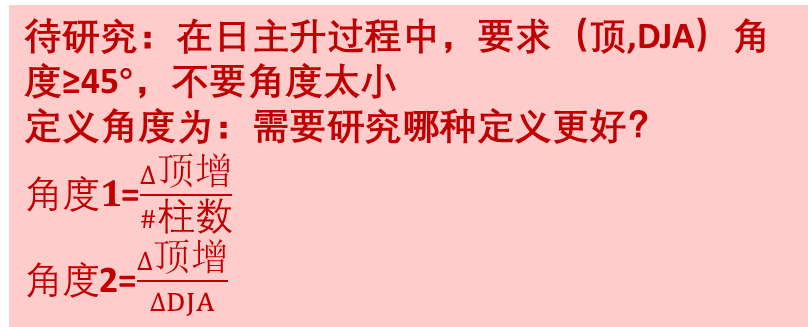 待研究：在日主升过程中，要求（顶,DJA）角
度≥45°，不要角度太小
定义角度为：需要研究哪种定义更好？
角度1=Δ顶增/#柱数
角度2=Δ顶增/ΔDJA